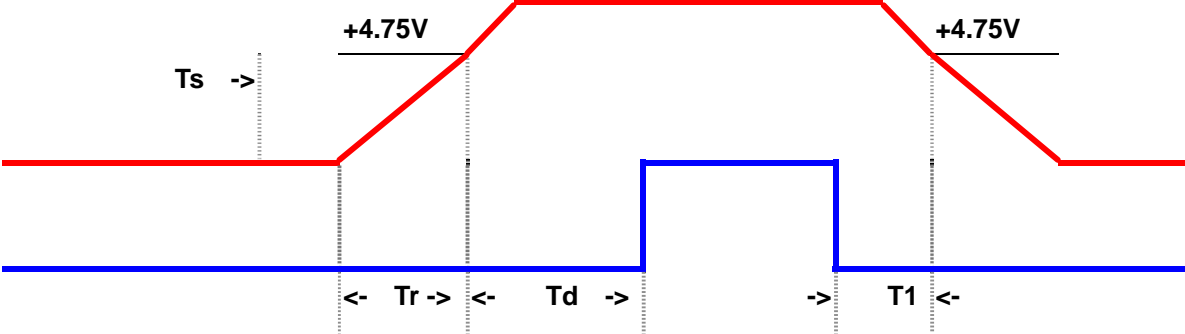 +4.75V +4.75V
Ts ->
<- Tr -> <- Td -> -> T1 <-